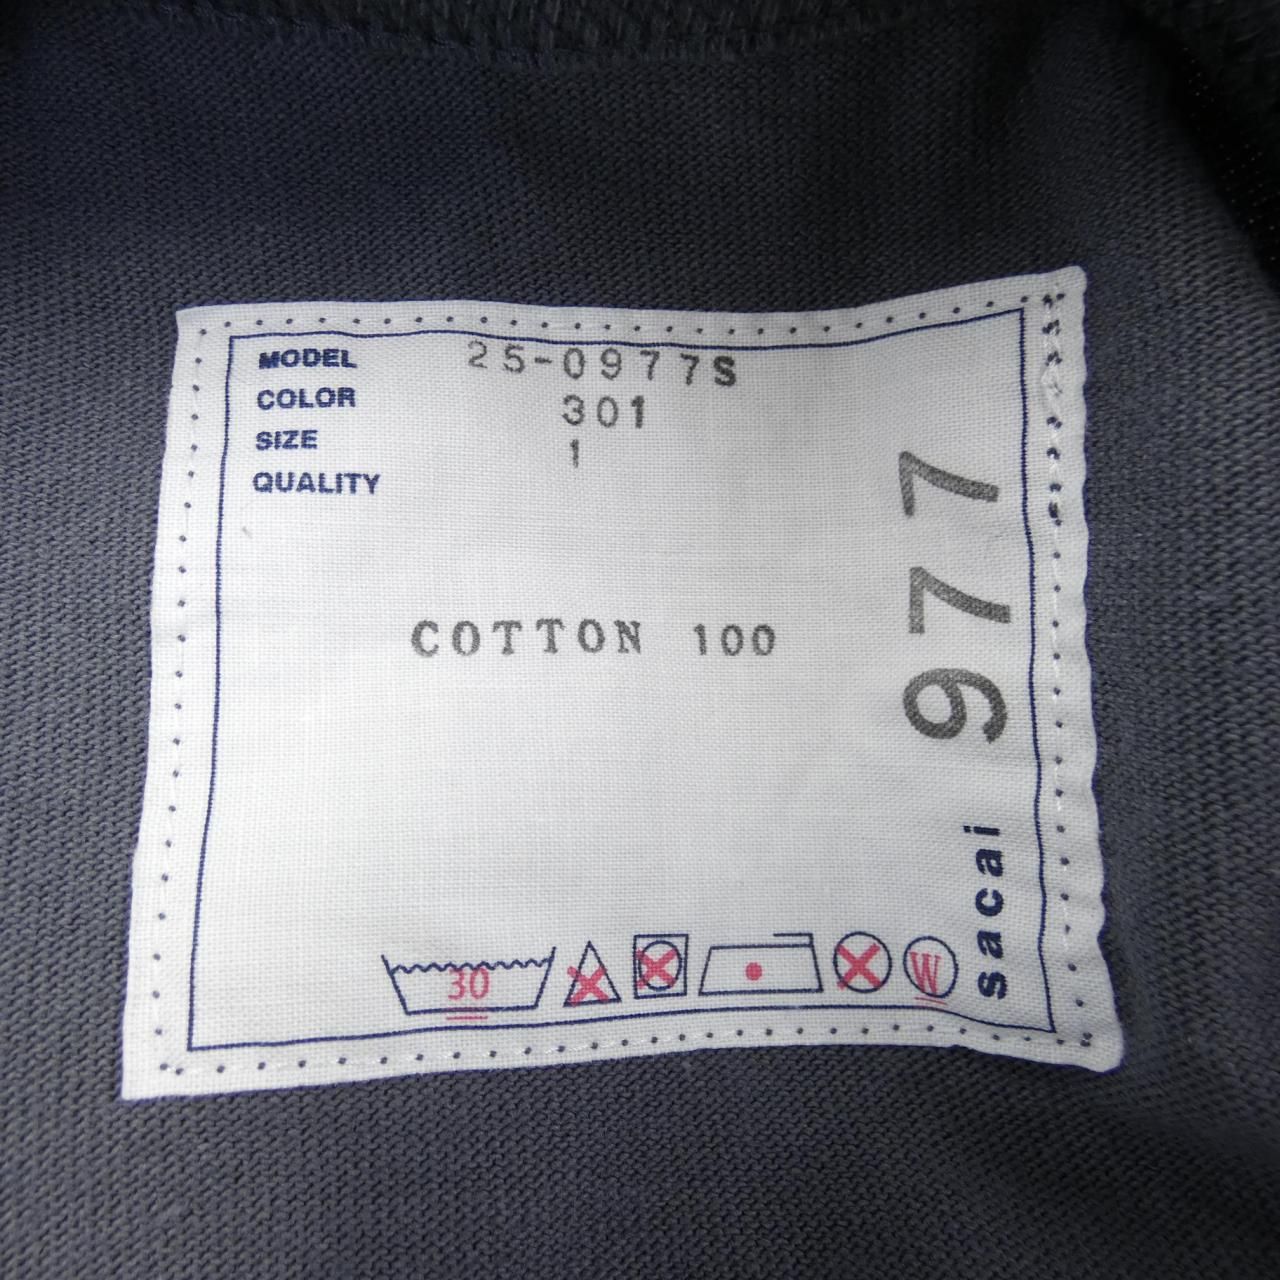 MODEL 25-0977S
COLOR 301
SIZE 1
QUALITY
COTTON 100
977
sacai
30
W